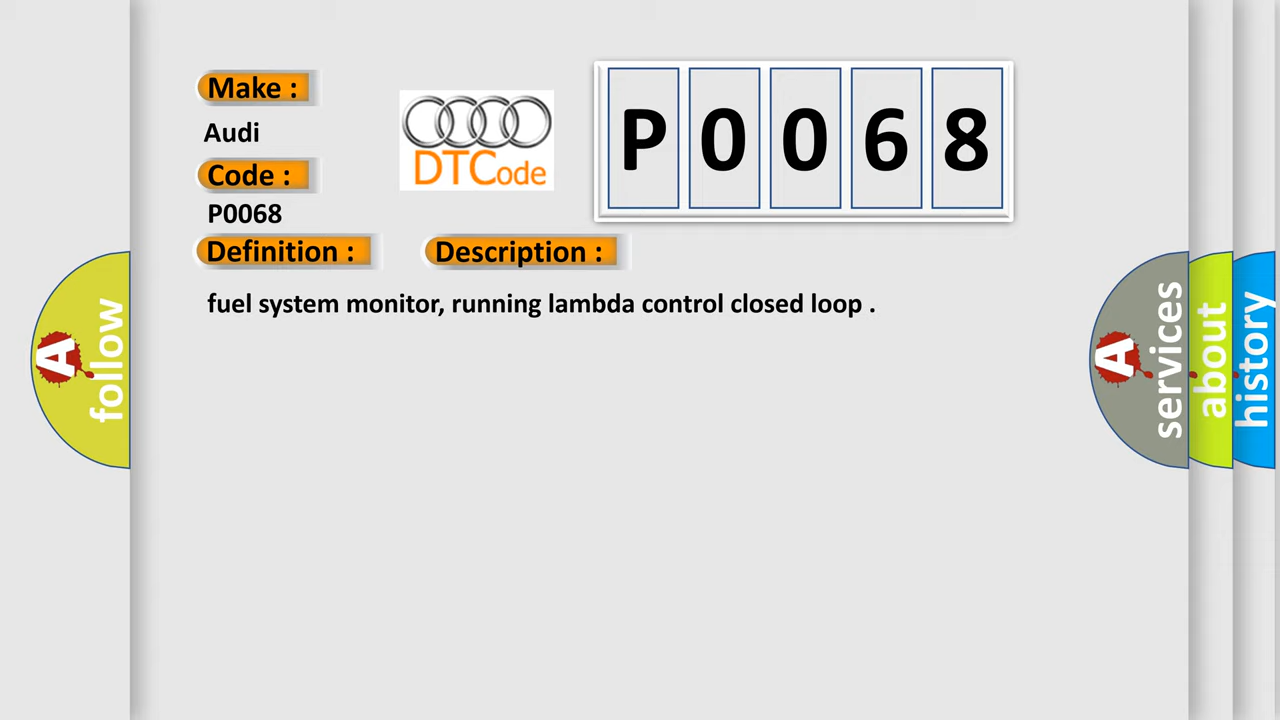 Make :
Audi
Code :
P0068
Definition :
Description :
fuel system monitor, running lambda control closed loop .
DTCode
P0068
A follow
A services
about
history